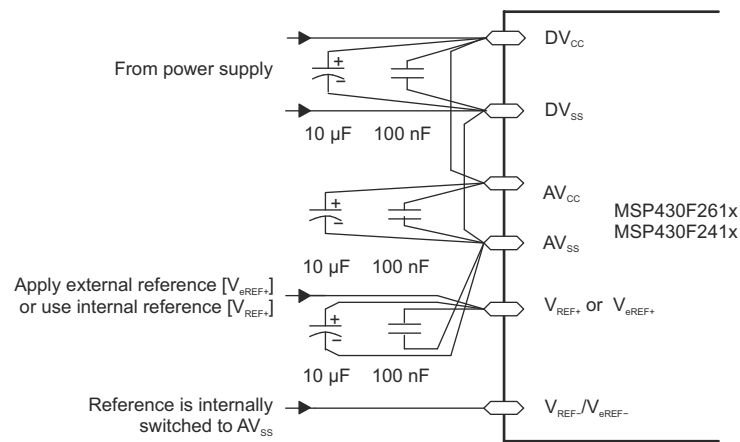 DVCC
From power supply
+
−
DVSS
10 μF 100 nF
AVCC
MSP430F261x
MSP430F241x
+
−
AVSS
10 μF 100 nF
Apply external reference [VeREF+]
or use internal reference [VREF+]
VREF+ or VeREF+
+
−
10 μF 100 nF
Reference is internally
switched to AVSS
VREF−/VeREF−